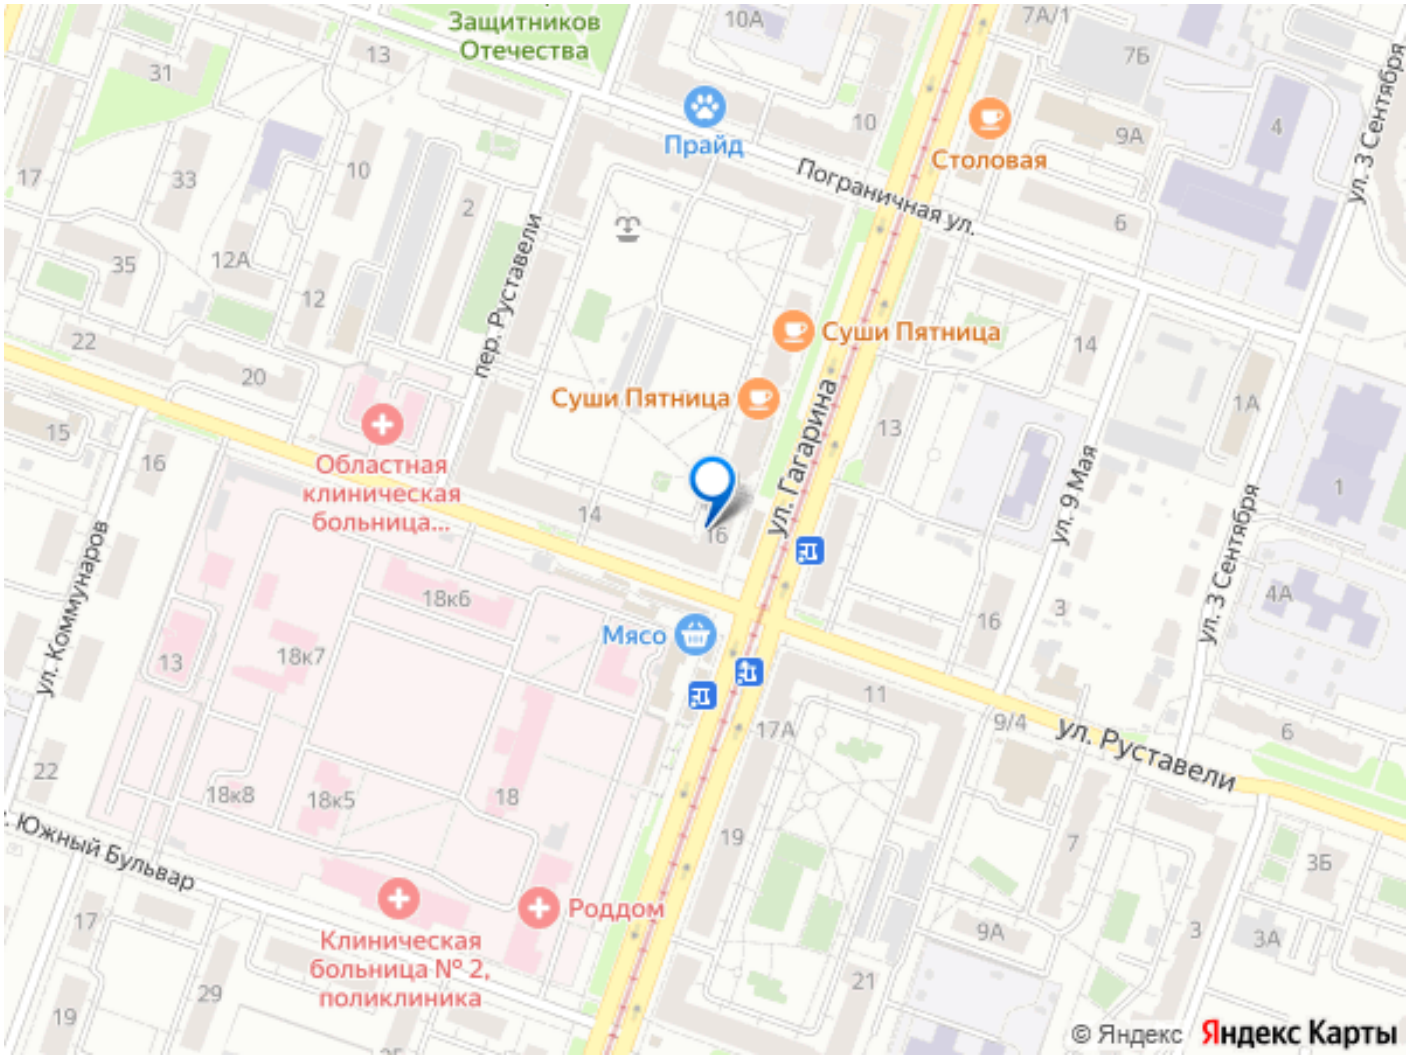 Защитников
Отечества
10А
7А/1
13
31
7Б
10
Прайд
Столовая
9А
4
ул. 3 Сентября
17
33
10
2
Пограничная ул.
6
35
12А
12
пер. Руставели
22
20
Суши Пятница
14
Суши Пятница
ул. Гагарина
13
1А
15
16
Областная
клиническая
больница...
14
16
ул. 9 Мая
1
ул. 3 Сентября
ул. Коммунаров
18к6
16
3
4А
Мясо
13
18к7
11
17А
9/4
ул. Руставели
6
22
18к8
18к5
18
19
7
3Б
. Южный Бульвар
Роддом
17
Клиническая
больница № 2,
поликлиника
9А
3
3А
29
21
19
© Яндекс Яндекс Карты